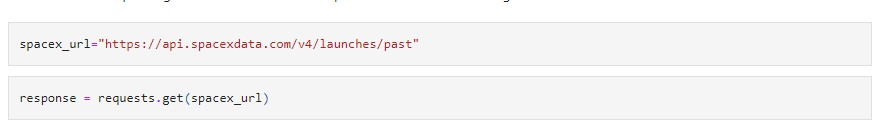 spacex_url="https://api.spacexdata.com/v4/launches/past"
response = requests.get(spacex_url)